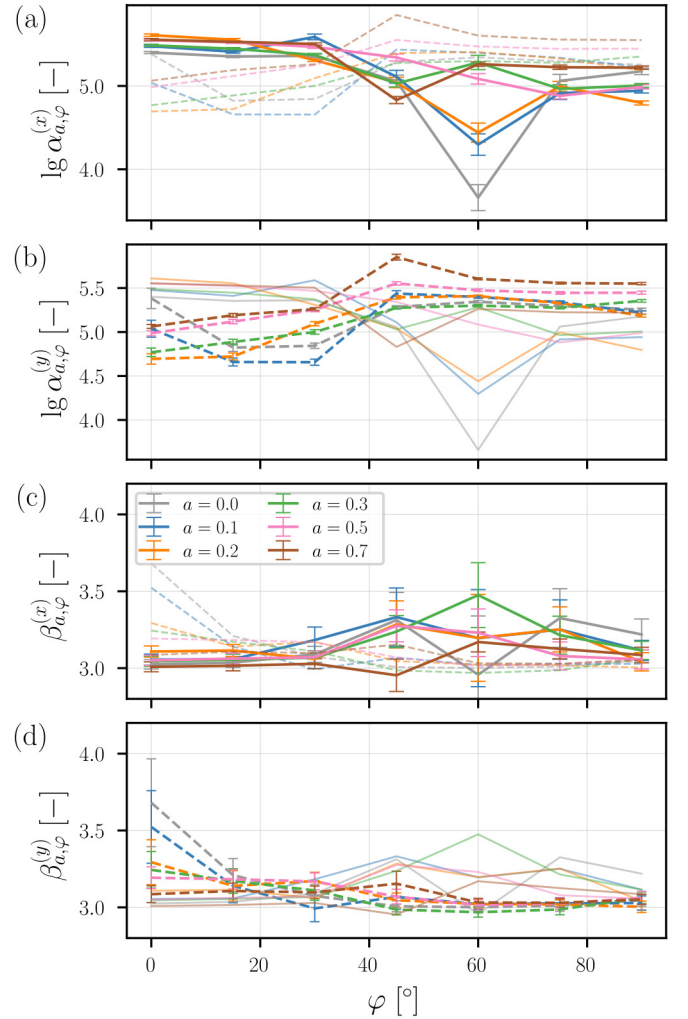 (a)
5.0
4.0
lg α_{a,φ}^{(x)} [−]
(b)
5.5
5.0
4.5
4.0
lg α_{a,φ}^{(y)} [−]
(c)
4.0
3.5
3.0
β_{a,φ}^{(x)} [−]
a = 0.0
a = 0.1
a = 0.2
a = 0.3
a = 0.5
a = 0.7
(d)
4.0
3.5
3.0
β_{a,φ}^{(y)} [−]
0 20 40 60 80
φ [°]